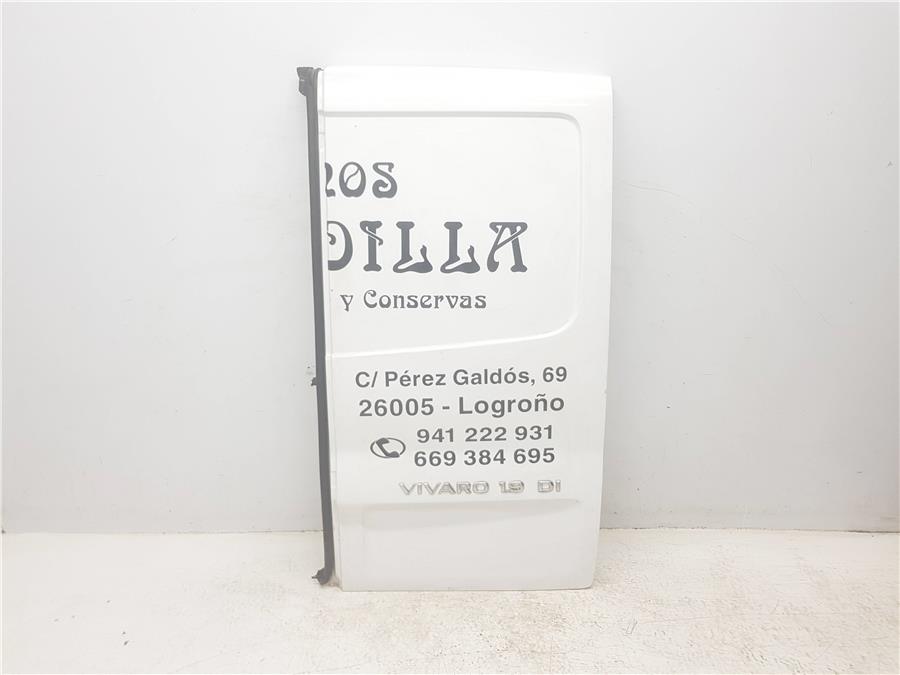 nos
DILLA
y Conservas
C/ Pérez Galdós, 69
26005 - Logroño
941 222 931
669 384 695
VIVARO 1.9 DI